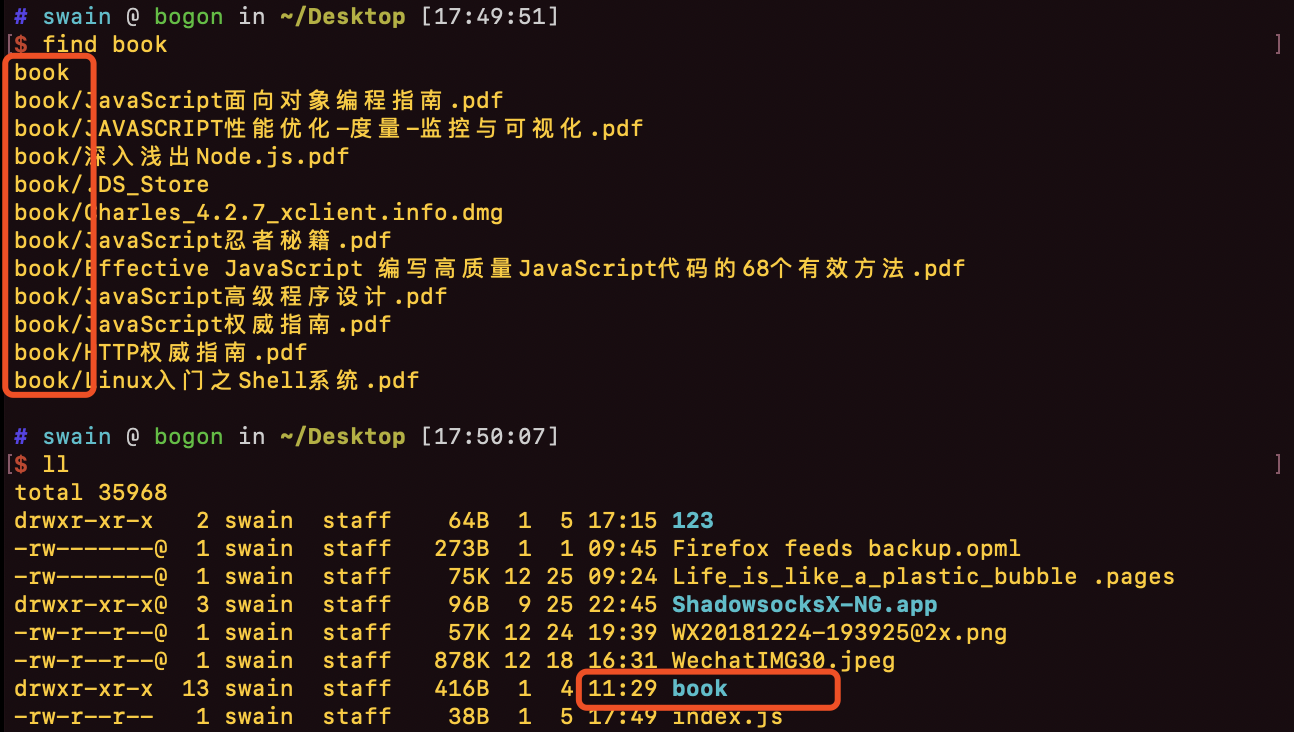 # swain @ bogon in ~/Desktop [17:49:51]
[$ find book ]
book
book/JavaScript面向对象编程指南.pdf
book/JAVASCRIPT性能优化-度量-监控与可视化.pdf
book/深入浅出Node.js.pdf
book/.DS_Store
book/Charles_4.2.7_xclient.info.dmg
book/JavaScript忍者秘籍.pdf
book/Effective JavaScript 编写高质量JavaScript代码的68个有效方法.pdf
book/JavaScript高级程序设计.pdf
book/JavaScript权威指南.pdf
book/HTTP权威指南.pdf
book/Linux入门之Shell系统.pdf
# swain @ bogon in ~/Desktop [17:50:07]
[$ ll ]
total 35968
drwxr-xr-x 2 swain staff 64B 1 5 17:15 123
-rw-------@ 1 swain staff 273B 1 1 09:45 Firefox feeds backup.opml
-rw-------@ 1 swain staff 75K 12 25 09:24 Life_is_like_a_plastic_bubble .pages
drwxr-xr-x@ 3 swain staff 96B 9 25 22:45 ShadowsocksX-NG.app
-rw-r--r--@ 1 swain staff 57K 12 24 19:39 WX20181224-193925@2x.png
-rw-r--r--@ 1 swain staff 878K 12 18 16:31 WechatIMG30.jpeg
drwxr-xr-x 13 swain staff 416B 1 4 11:29 book
-rw-r--r-- 1 swain staff 38B 1 5 17:49 index.js